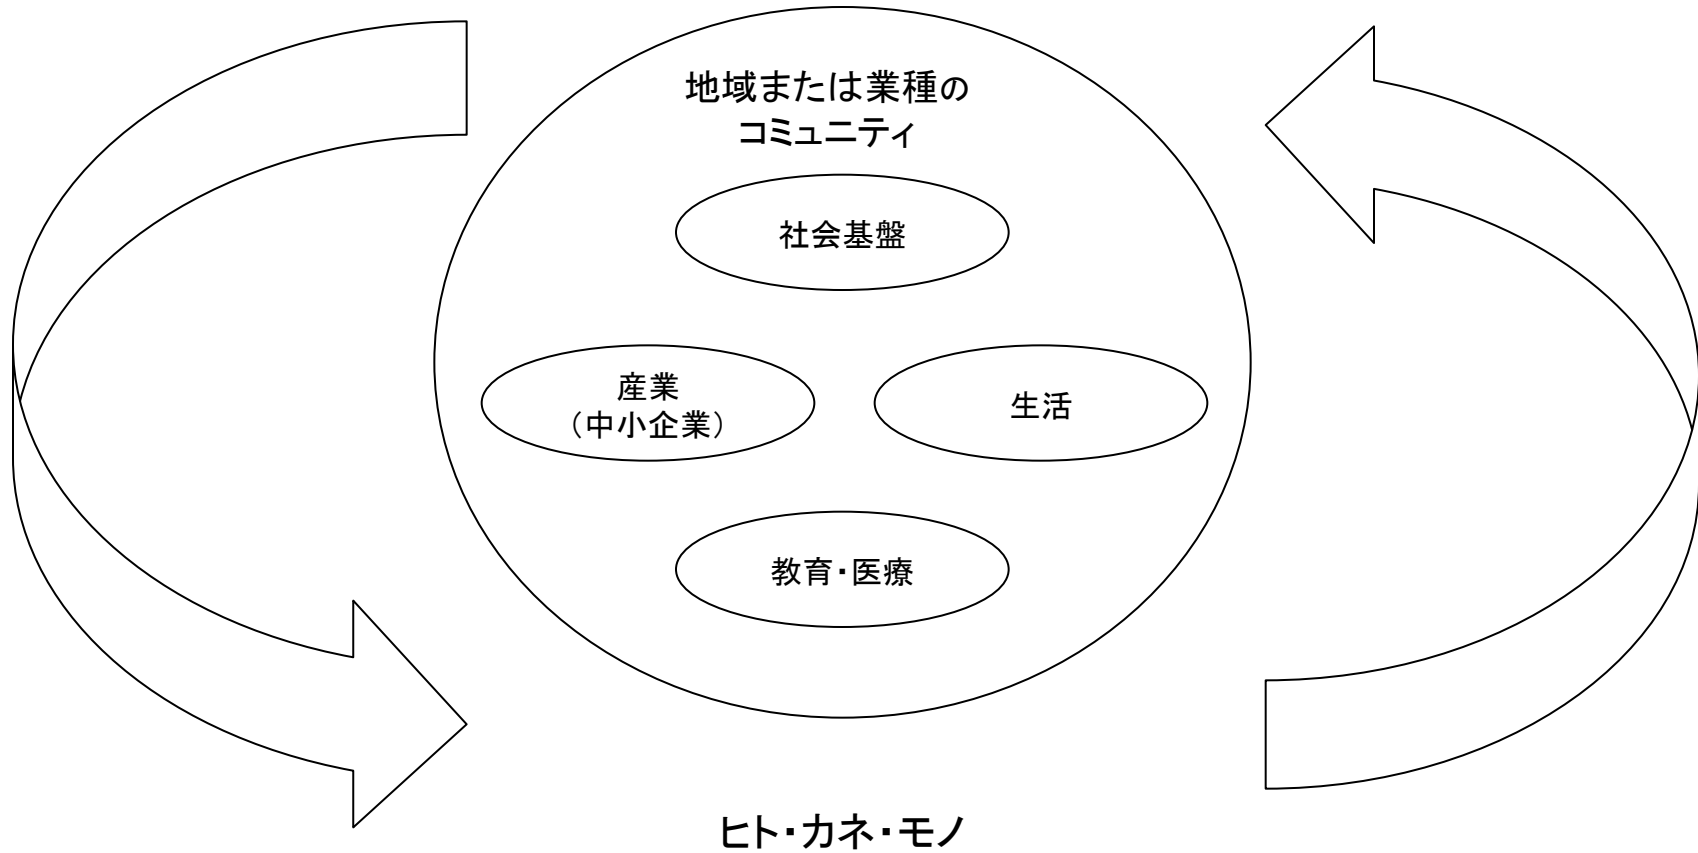 地域または業種の
コミュニティ
社会基盤
産業
（中小企業）
生活
教育・医療
ヒト・カネ・モノ